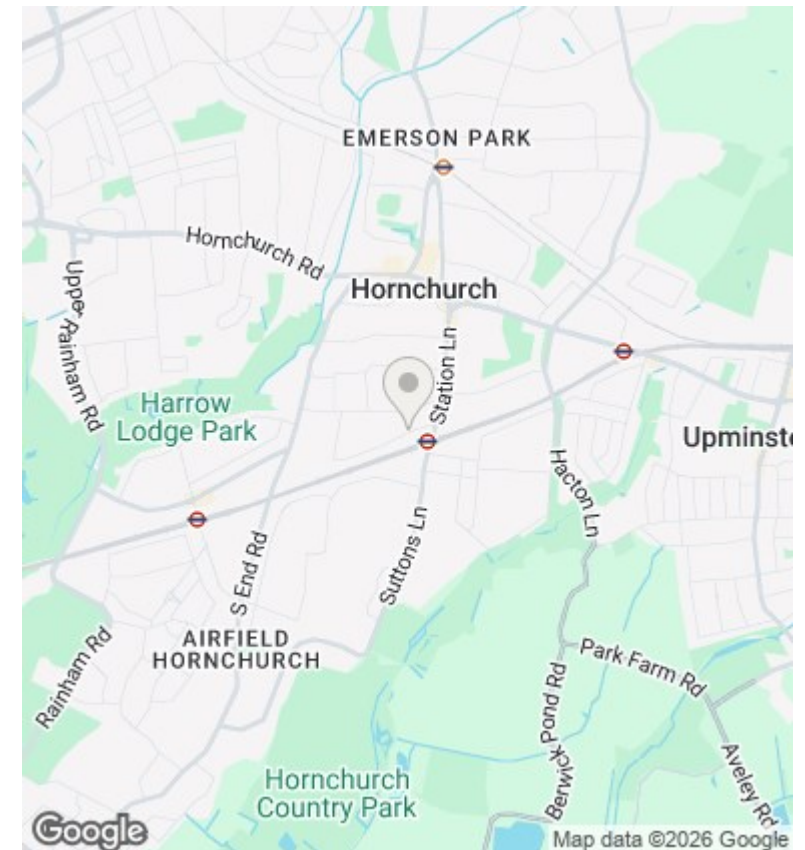 EMERSON PARK
Hornchurch Rd
Hornchurch
Upper Rainham Rd
Station Ln
Harrow
Lodge Park
Upminste
Hacton Ln
Suttons Ln
S End Rd
AIRFIELD
HORNCHURCH
Park Farm Rd
Rainham Rd
Berwick Pond Rd
Aveley Rd
Hornchurch
Country Park
Google
Map data ©2026 Google